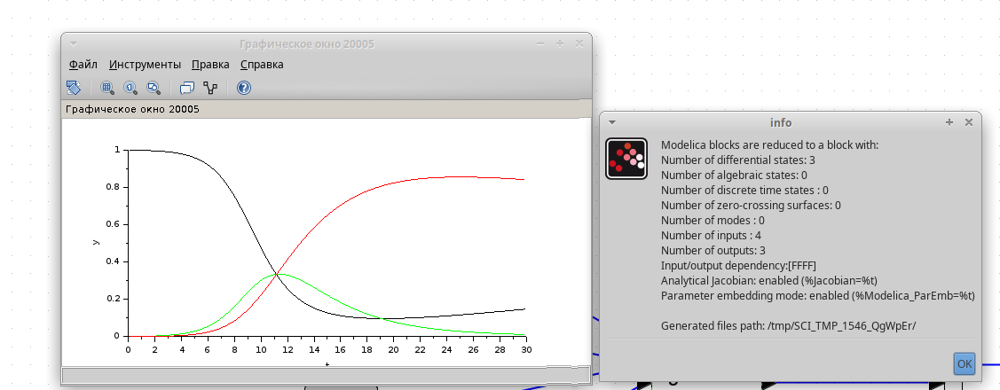 Графическое окно 20005
Файл Инструменты Правка Справка
Графическое окно 20005
1
0.8
0.6
0.4
0.2
0
y
0 2 4 6 8 10 12 14 16 18 20 22 24 26 28 30
t
info
Modelica blocks are reduced to a block with:
Number of differential states: 3
Number of algebraic states: 0
Number of discrete time states : 0
Number of zero-crossing surfaces: 0
Number of modes : 0
Number of inputs : 4
Number of outputs: 3
Input/output dependency:[FFFF]
Analytical Jacobian: enabled (%Jacobian=%t)
Parameter embedding mode: enabled (%Modelica_ParEmb=%t)
Generated files path: /tmp/SCI_TMP_1546_QgWpEr/
OK